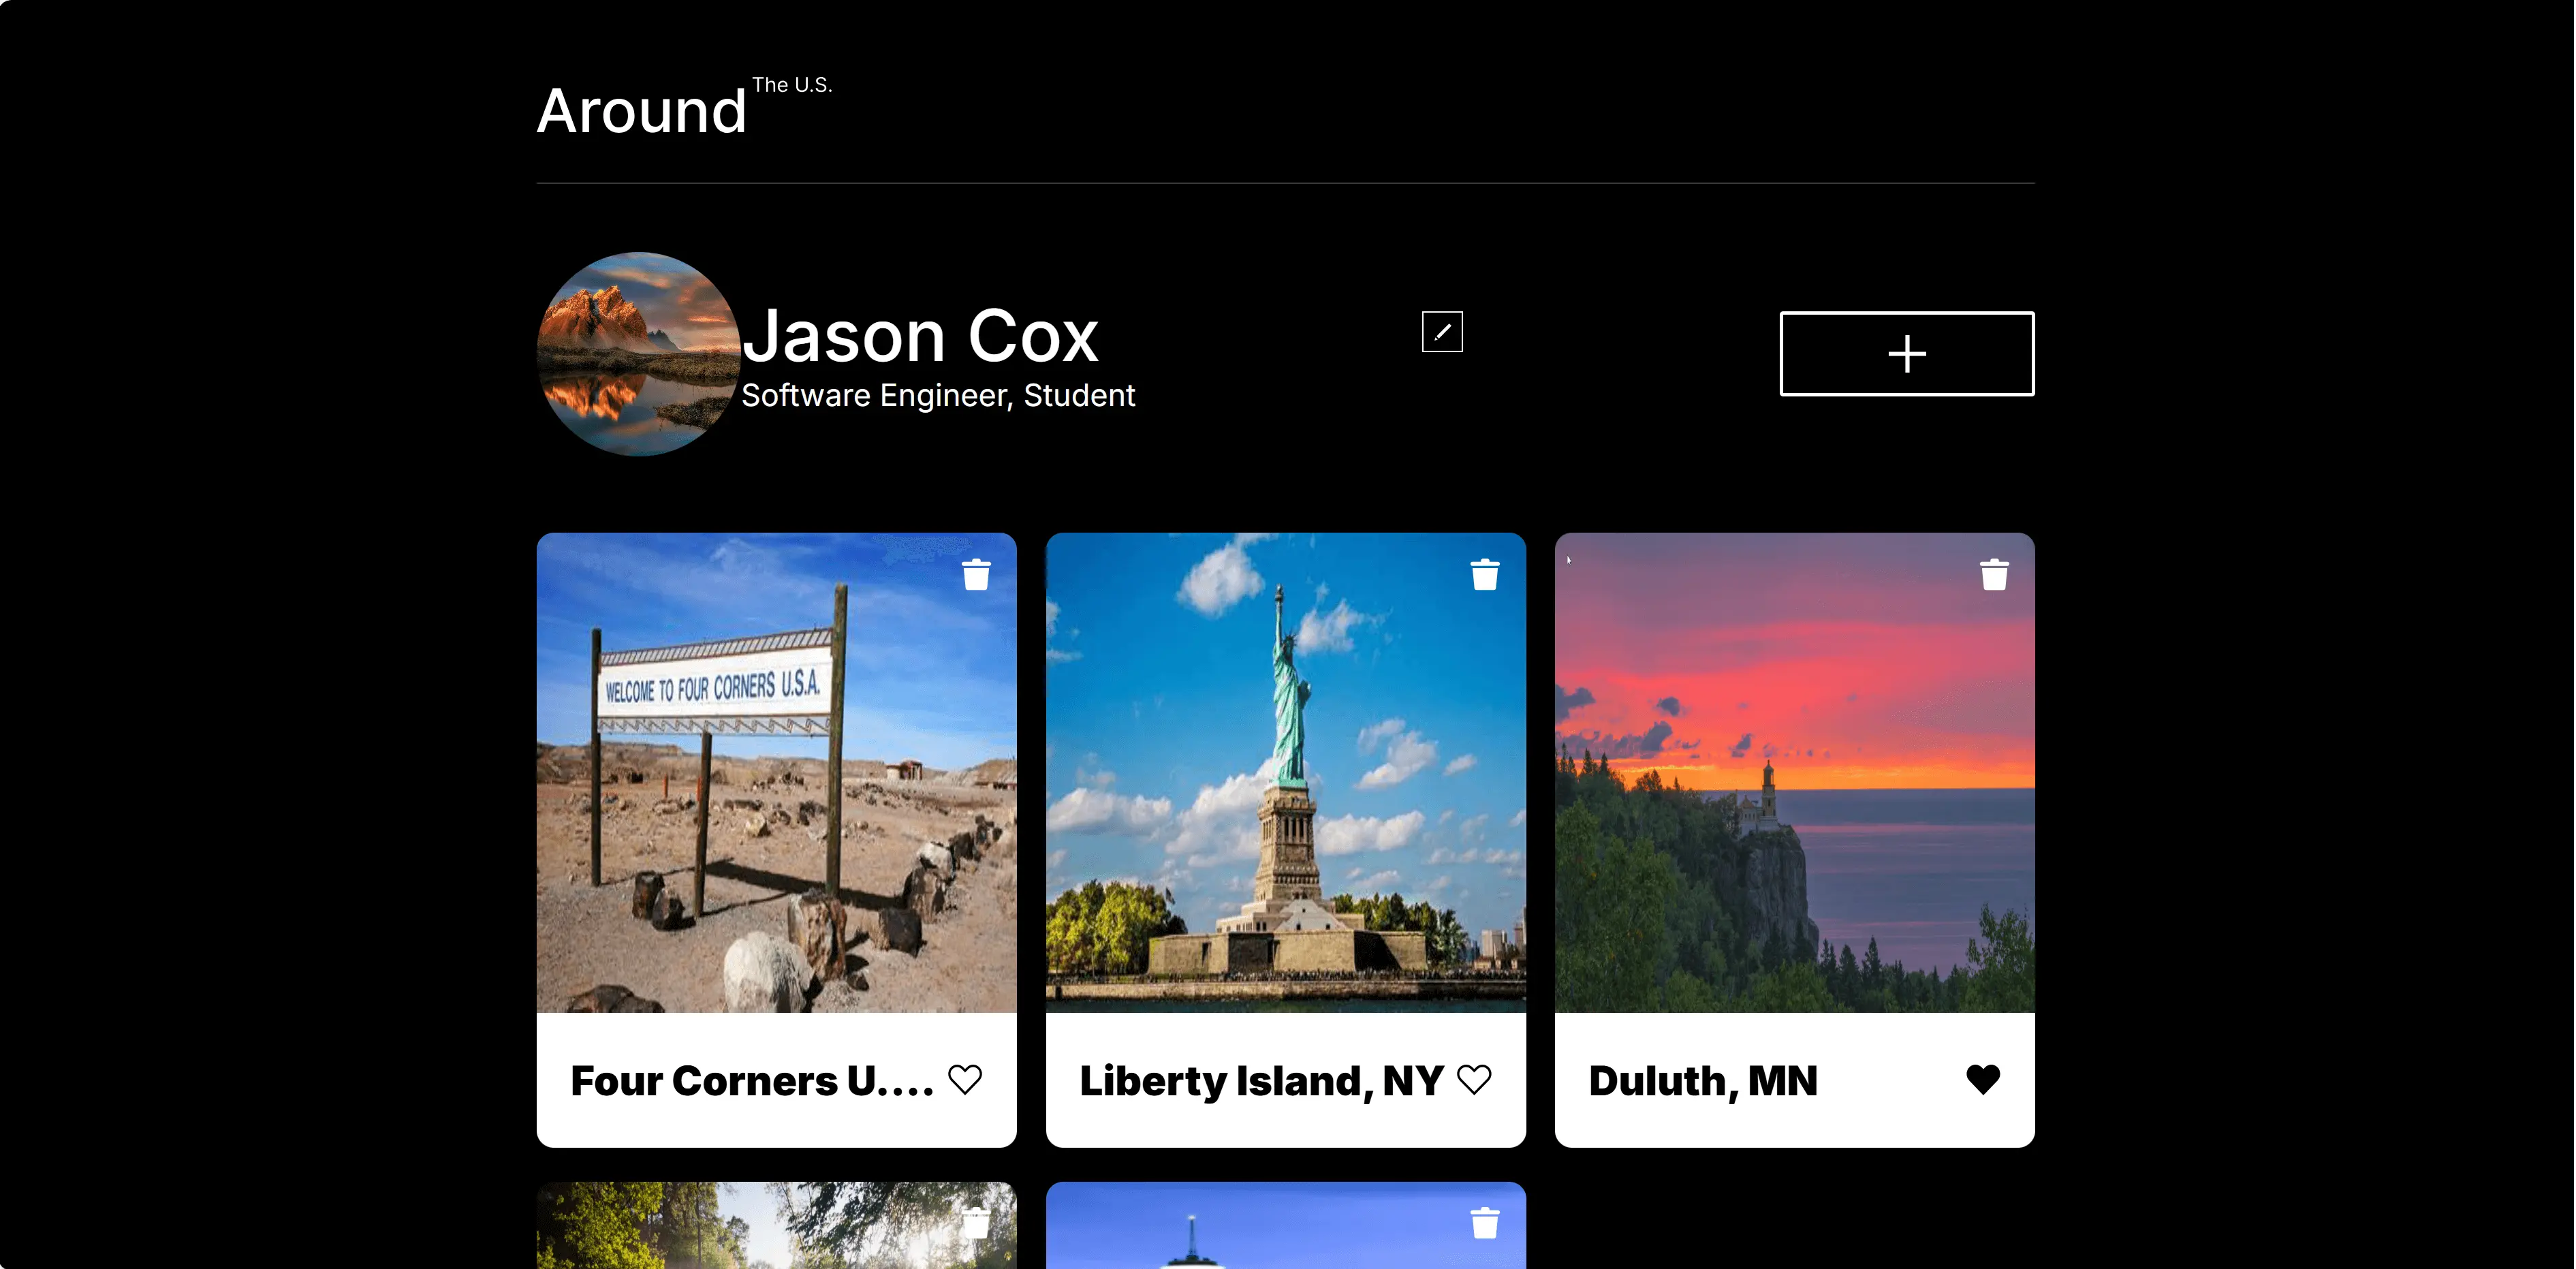 Around The U.S.
Jason Cox
Software Engineer, Student
WELCOME TO FOUR CORNERS U.S.A.
Four Corners U....
Liberty Island, NY
Duluth, MN